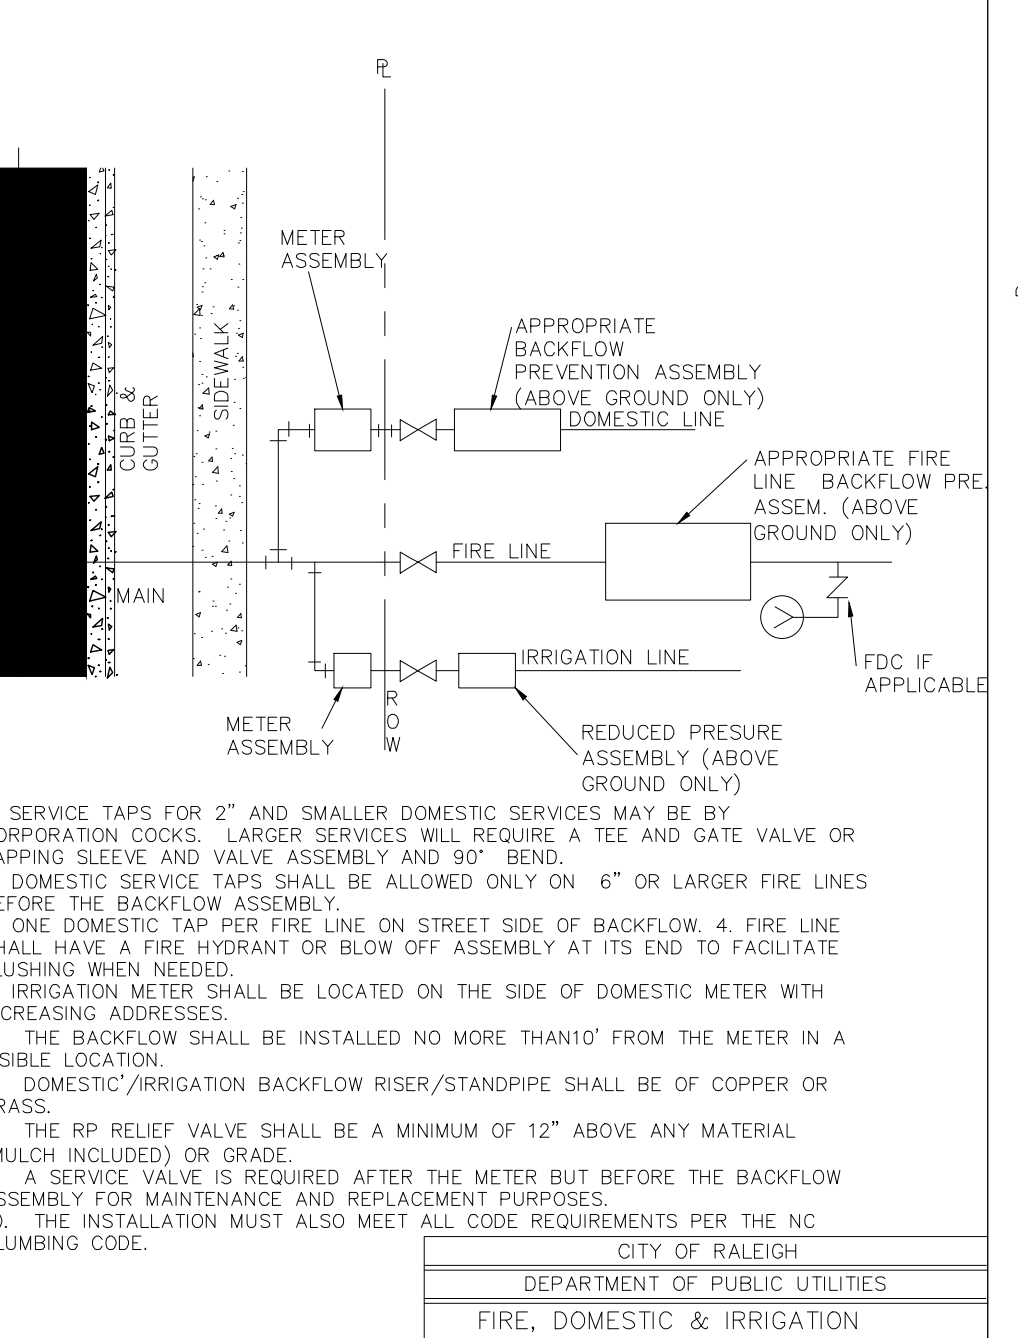 PL
METER
ASSEMBLY
APPROPRIATE
BACKFLOW
PREVENTION ASSEMBLY
(ABOVE GROUND ONLY)
DOMESTIC LINE
SIDEWALK
CURB &
GUTTER
APPROPRIATE FIRE
LINE BACKFLOW PRE.
ASSEM. (ABOVE
GROUND ONLY)
FIRE LINE
MAIN
IRRIGATION LINE
FDC IF
APPLICABLE
ROW
METER
ASSEMBLY
REDUCED PRESURE
ASSEMBLY (ABOVE
GROUND ONLY)
SERVICE TAPS FOR 2" AND SMALLER DOMESTIC SERVICES MAY BE BY
ORPORATION COCKS. LARGER SERVICES WILL REQUIRE A TEE AND GATE VALVE OR
APPING SLEEVE AND VALVE ASSEMBLY AND 90° BEND.
DOMESTIC SERVICE TAPS SHALL BE ALLOWED ONLY ON 6" OR LARGER FIRE LINES
EFORE THE BACKFLOW ASSEMBLY.
ONE DOMESTIC TAP PER FIRE LINE ON STREET SIDE OF BACKFLOW. 4. FIRE LINE
HALL HAVE A FIRE HYDRANT OR BLOW OFF ASSEMBLY AT ITS END TO FACILITATE
LUSHING WHEN NEEDED.
IRRIGATION METER SHALL BE LOCATED ON THE SIDE OF DOMESTIC METER WITH
CREASING ADDRESSES.
THE BACKFLOW SHALL BE INSTALLED NO MORE THAN10' FROM THE METER IN A
SIBLE LOCATION.
DOMESTIC'/IRRIGATION BACKFLOW RISER/STANDPIPE SHALL BE OF COPPER OR
RASS.
THE RP RELIEF VALVE SHALL BE A MINIMUM OF 12" ABOVE ANY MATERIAL
MULCH INCLUDED) OR GRADE.
A SERVICE VALVE IS REQUIRED AFTER THE METER BUT BEFORE THE BACKFLOW
SSEMBLY FOR MAINTENANCE AND REPLACEMENT PURPOSES.
0. THE INSTALLATION MUST ALSO MEET ALL CODE REQUIREMENTS PER THE NC
LUMBING CODE.
CITY OF RALEIGH
DEPARTMENT OF PUBLIC UTILITIES
FIRE, DOMESTIC & IRRIGATION